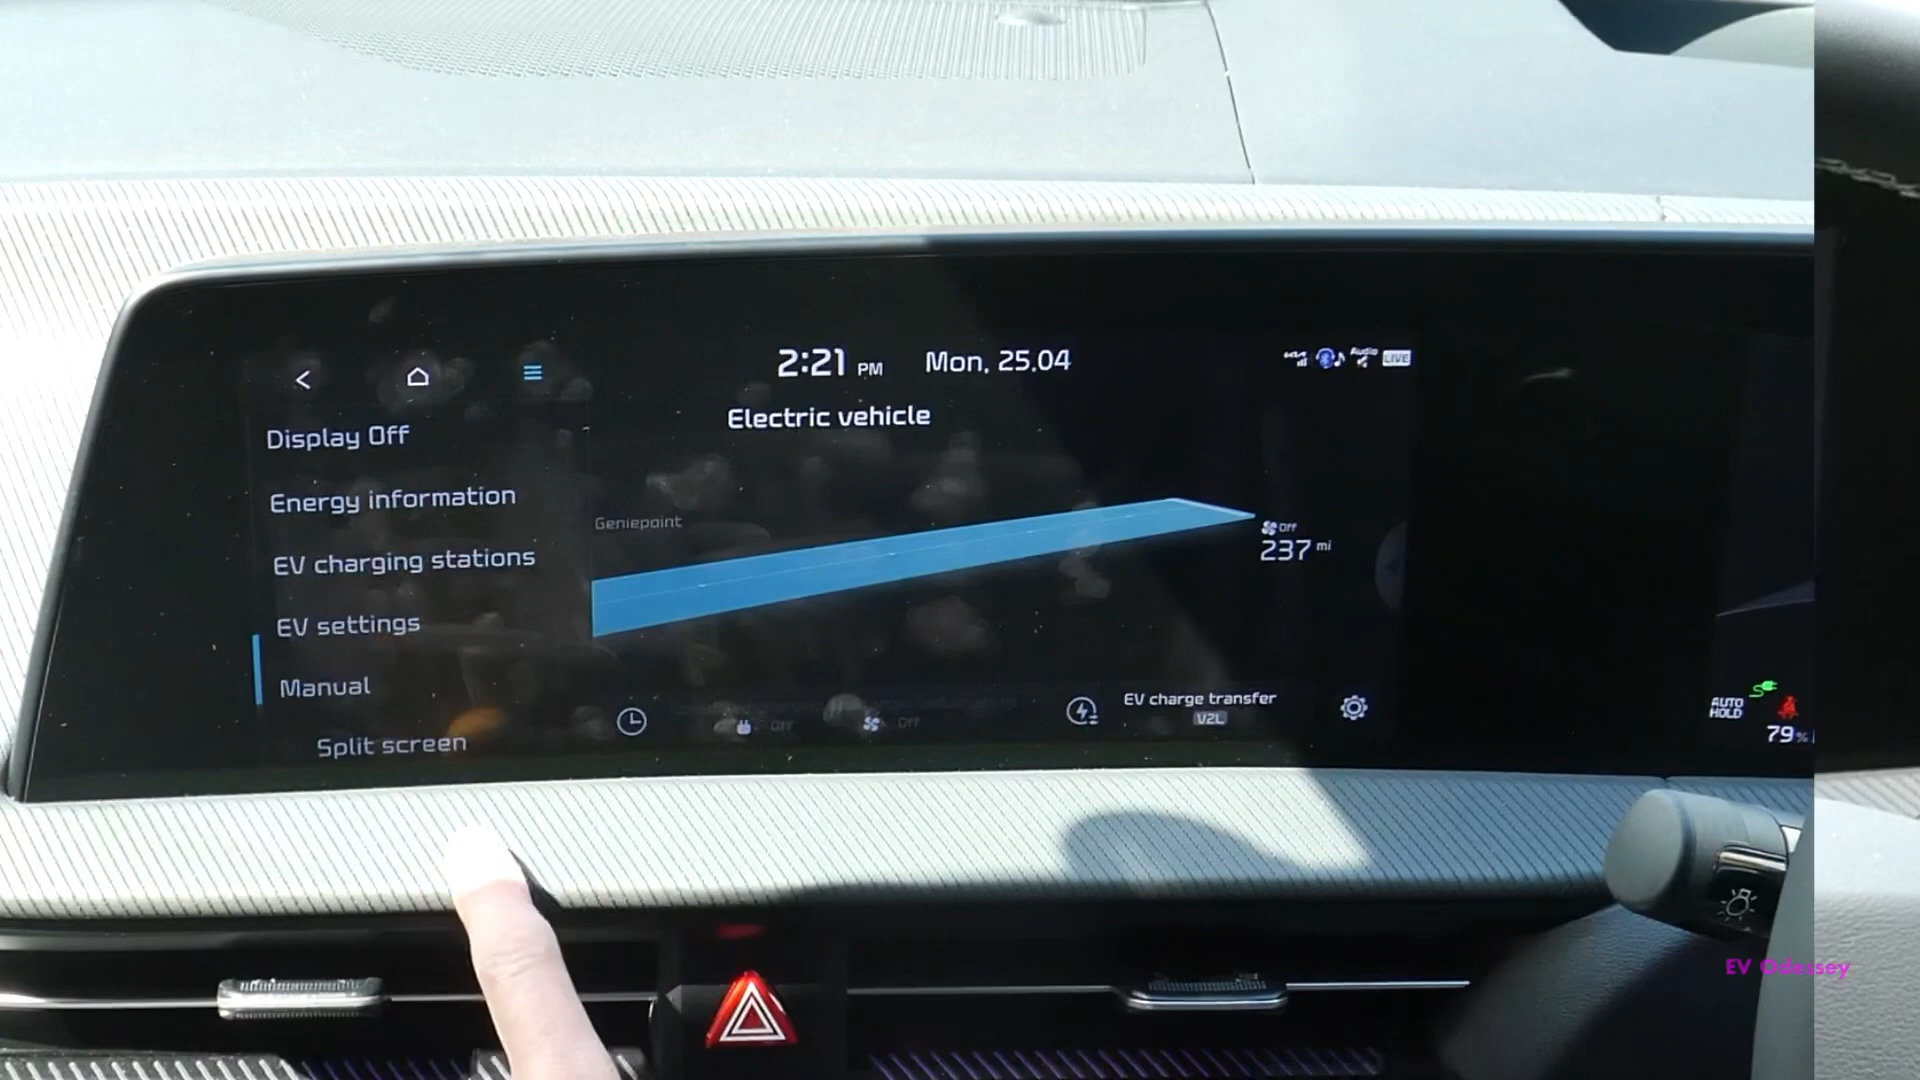 2:21 PM Mon, 25.04
Audio
LIVE
Electric vehicle
Display Off
Energy information
EV charging stations
EV settings
Manual
Split screen
Geniepoint
Off
237 mi
Off
Off
EV charge transfer
V2L
AUTO
HOLD
79%
EV Odessey